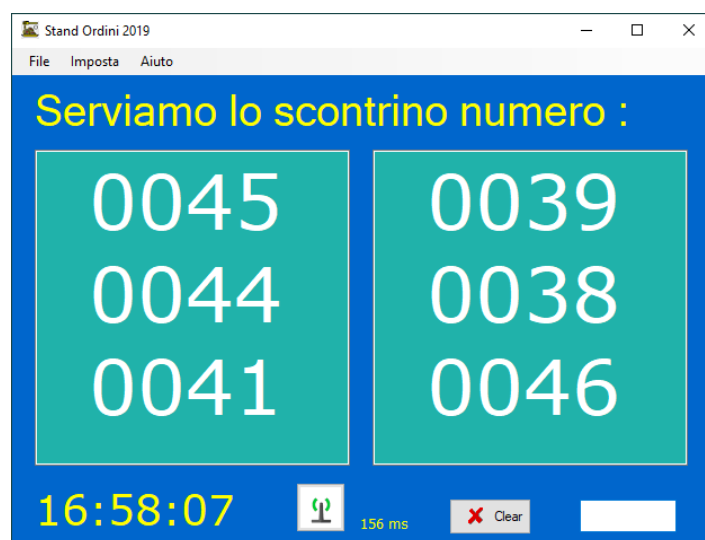 Stand Ordini 2019
File Imposta Aiuto
Serviamo lo scontrino numero :
0045
0044
0041
0039
0038
0046
16:58:07
156 ms
Clear